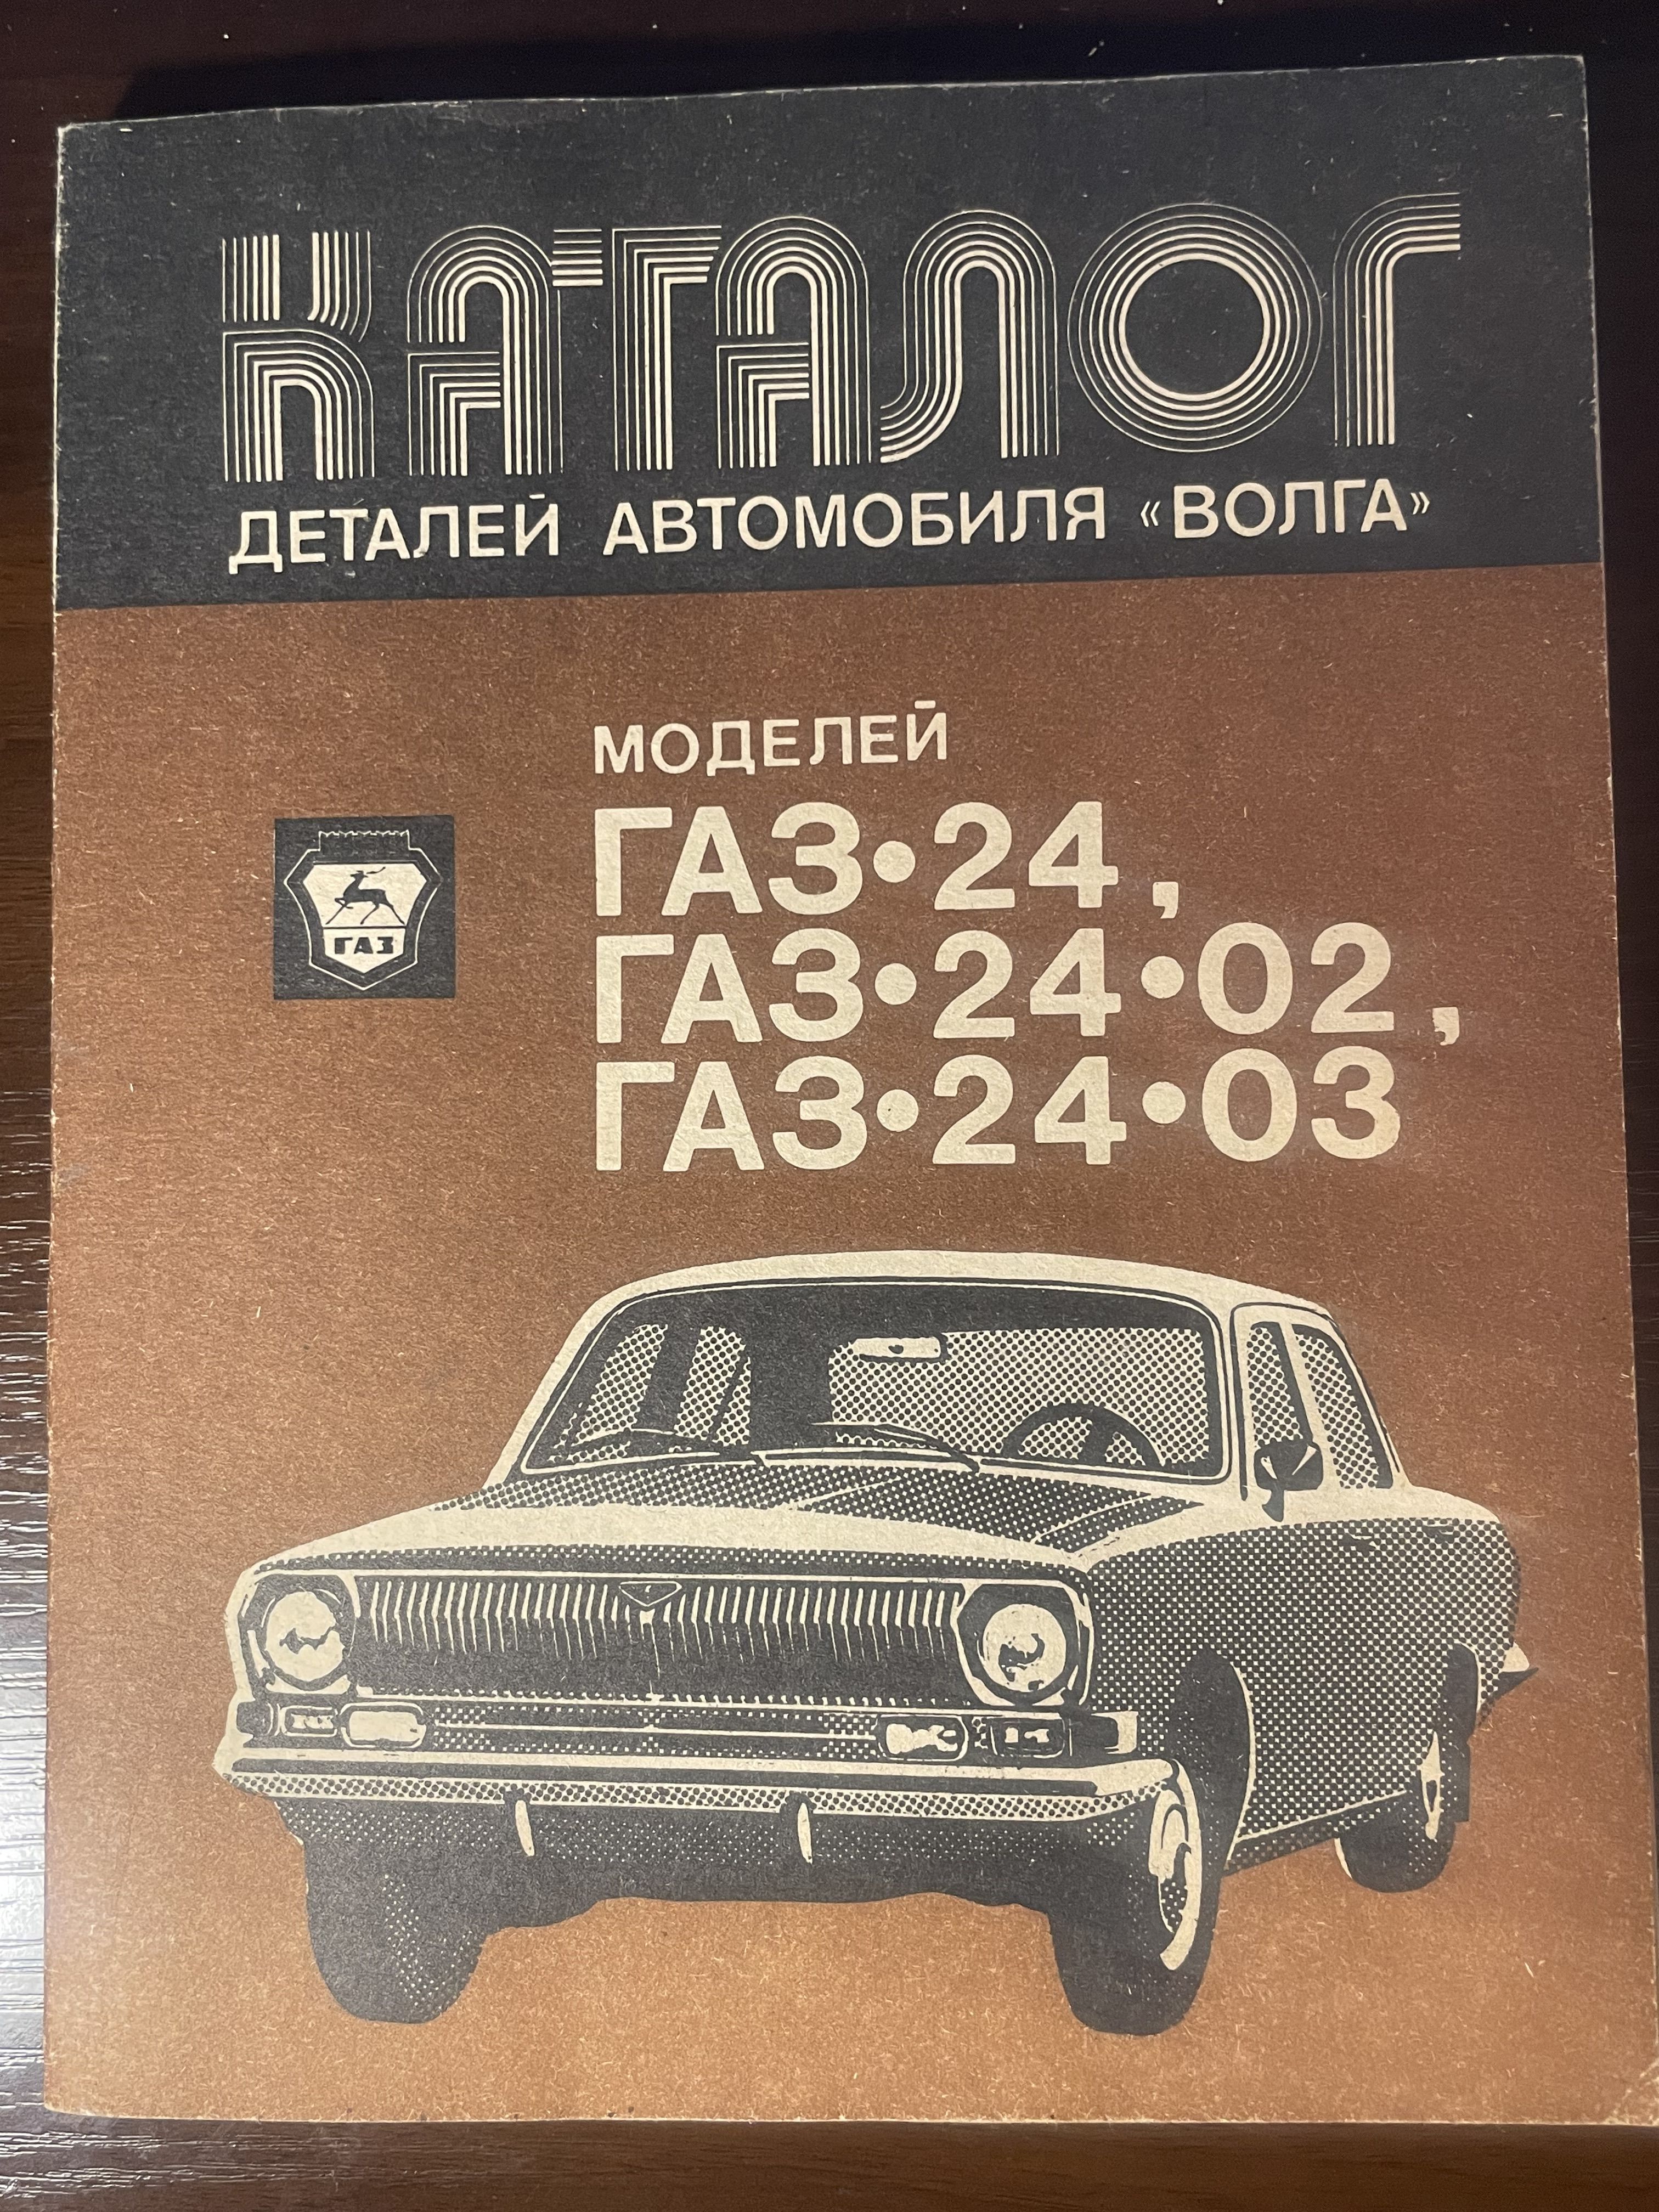 КАТАЛОГ
ДЕТАЛЕЙ АВТОМОБИЛЯ «ВОЛГА»
МОДЕЛЕЙ
ГАЗ•24,
ГАЗ•24•02,
ГАЗ•24•03
ГАЗ